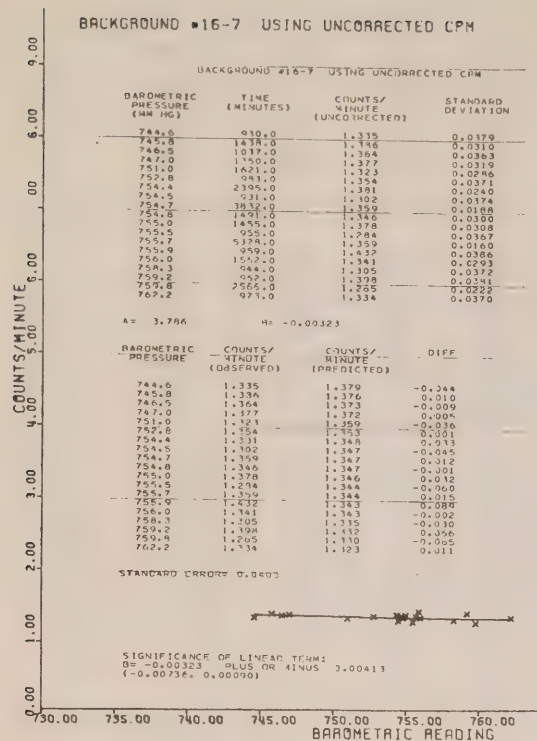 BACKGROUND #16-7 USING UNCORRECTED CPM
BACKGROUND #16-7 USING UNCORRECTED CPM
BAROMETRIC TIME COUNTS/ STANDARD
PRESSURE (MINUTES) MINUTE DEVIATION
(MM HG) (UNCORRECTED)
744.6 930.0 1.335 0.0379
745.8 1438.0 1.386 0.0310
746.5 1037.0 1.364 0.0363
747.0 1350.0 1.377 0.0319
751.0 1621.0 1.323 0.0286
752.8 983.0 1.354 0.0371
754.4 2395.0 1.381 0.0240
754.5 931.0 1.302 0.0374
754.7 3832.0 1.359 0.0188
754.8 1491.0 1.346 0.0300
755.0 1455.0 1.378 0.0308
755.5 955.0 1.284 0.0367
755.7 5328.0 1.359 0.0160
755.9 959.0 1.432 0.0386
756.0 1562.0 1.341 0.0293
758.3 944.0 1.305 0.0372
759.2 952.0 1.398
759.8 2566.0 1.265 0.0222
762.2 973.0 1.334 0.0370
A= 3.786 B= -0.00323
BAROMETRIC COUNTS/ COUNTS/ DIFF
PRESSURE MINUTE MINUTE
(OBSERVED) (PREDICTED)
744.6 1.335 1.379 -0.044
745.8 1.386 1.376 0.010
746.5 1.364 1.373 -0.009
747.0 1.377 1.372 0.005
751.0 1.323 1.359 -0.036
752.8 1.354 1.353 0.001
754.4 1.381 1.348 0.033
754.5 1.302 1.347 -0.045
754.7 1.359 1.347 0.012
754.8 1.346 1.347 -0.001
755.0 1.378 1.346 0.032
755.5 1.284 1.344 -0.060
755.7 1.359 1.344 0.015
755.9 1.432 1.343 0.089
756.0 1.341 1.343 -0.002
758.3 1.305 1.335 -0.030
759.2 1.398 1.332 0.066
759.8 1.265 1.330 -0.065
762.2 1.334 1.323 0.011
STANDARD ERROR= 0.0403
SIGNIFICANCE OF LINEAR TERM:
B= -0.00323 PLUS OR MINUS 0.00413
(-0.00736, 0.00090)
COUNTS/MINUTE
9.00
6.00
00
6.00
5.00
4.00
3.00
2.00
1.00
0.00
730.00 735.00 740.00 745.00 750.00 755.00 760.00
BAROMETRIC READING